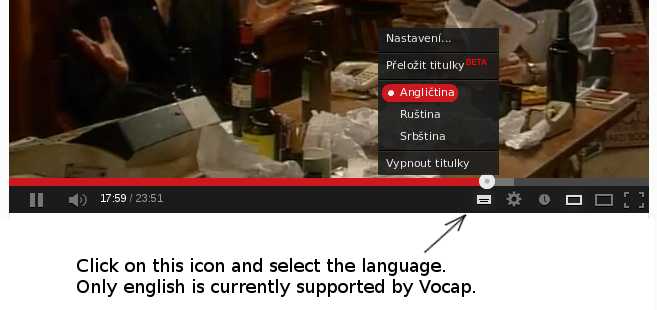 Nastavení...
Přeložit titulky BETA
Angličtina
Ruština
Srbština
Vypnout titulky
17:59 / 23:51
Click on this icon and select the language.
Only english is currently supported by Vocap.